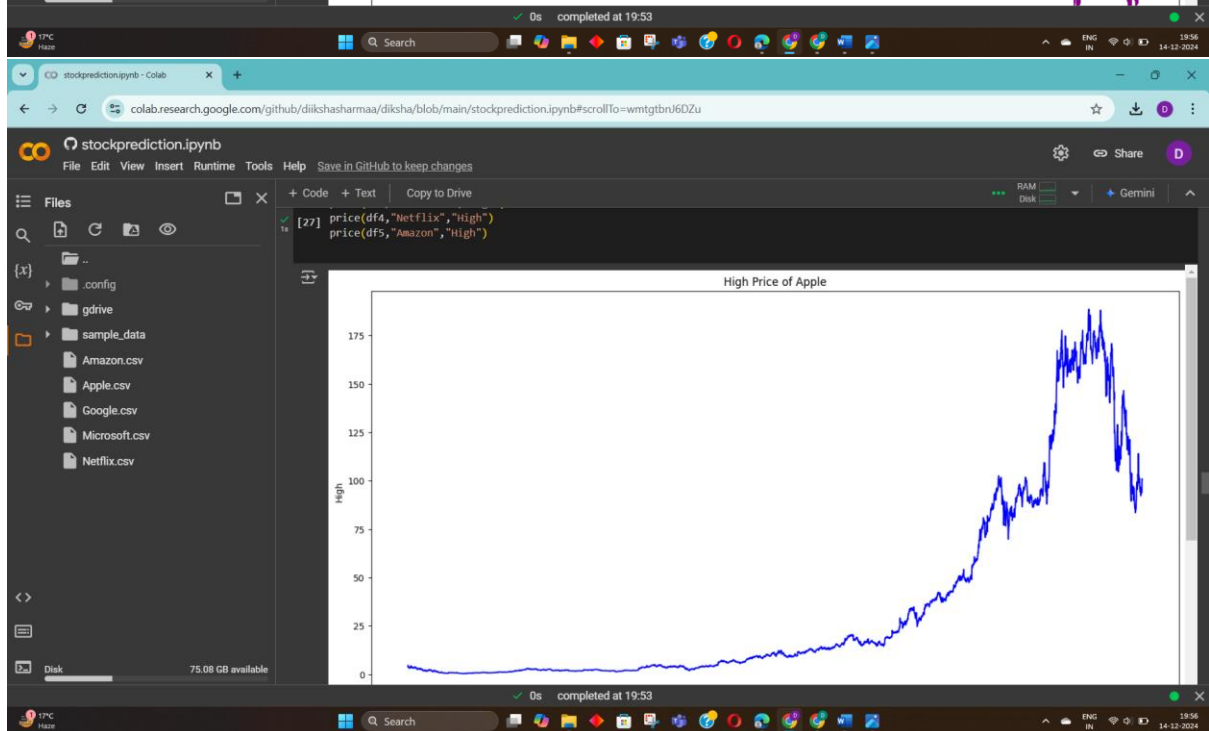 0s completed at 19:53
17°C
Haze
Search
ENG
IN
19:56
14-12-2024
stockprediction.ipynb - Colab
colab.research.google.com/github/diikshasharmaa/diksha/blob/main/stockprediction.ipynb#scrollTo=wmtgtbnJ6DZu
D
stockprediction.ipynb
Share
D
File Edit View Insert Runtime Tools Help Save in GitHub to keep changes
Files
+ Code + Text Copy to Drive
RAM
Disk
Gemini
[27]
1s
price(df4,"Netflix","High")
price(df5,"Amazon","High")
{x}
..
.config
gdrive
sample_data
Amazon.csv
Apple.csv
Google.csv
Microsoft.csv
Netflix.csv
High Price of Apple
175
150
125
100
75
50
25
0
High
Disk 75.08 GB available
0s completed at 19:53
17°C
Haze
Search
ENG
IN
19:56
14-12-2024